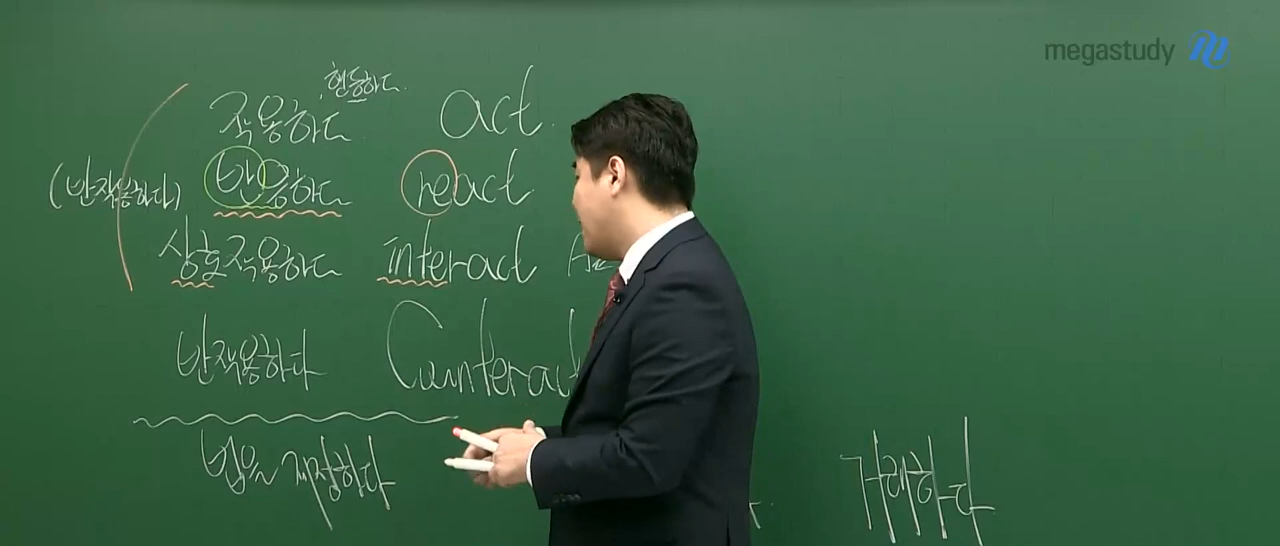 megastudy
행동하다.
작용하다 act.
(반작용하다) 반응하다 react
상호작용하다 interact
반작용하다 Counterac
법을 제정하다
거래하다